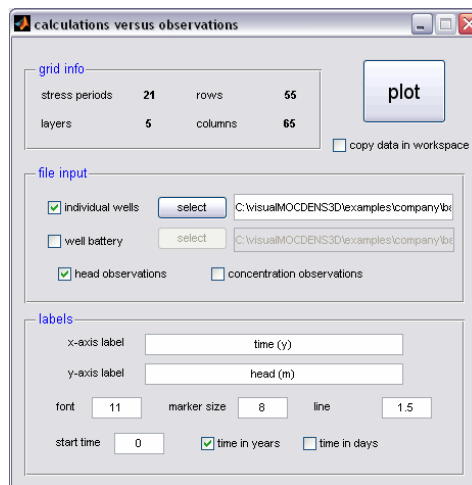 calculations versus observations
grid info
stress periods 21 rows 55
layers 5 columns 65
plot
copy data in workspace
file input
individual wells select C:\visualMOCDENS3D\examples\company\ba
well battery select C:\visualMOCDENS3D\examples\company\ba
head observations concentration observations
labels
x-axis label time (y)
y-axis label head (m)
font 11 marker size 8 line 1.5
start time 0 time in years time in days